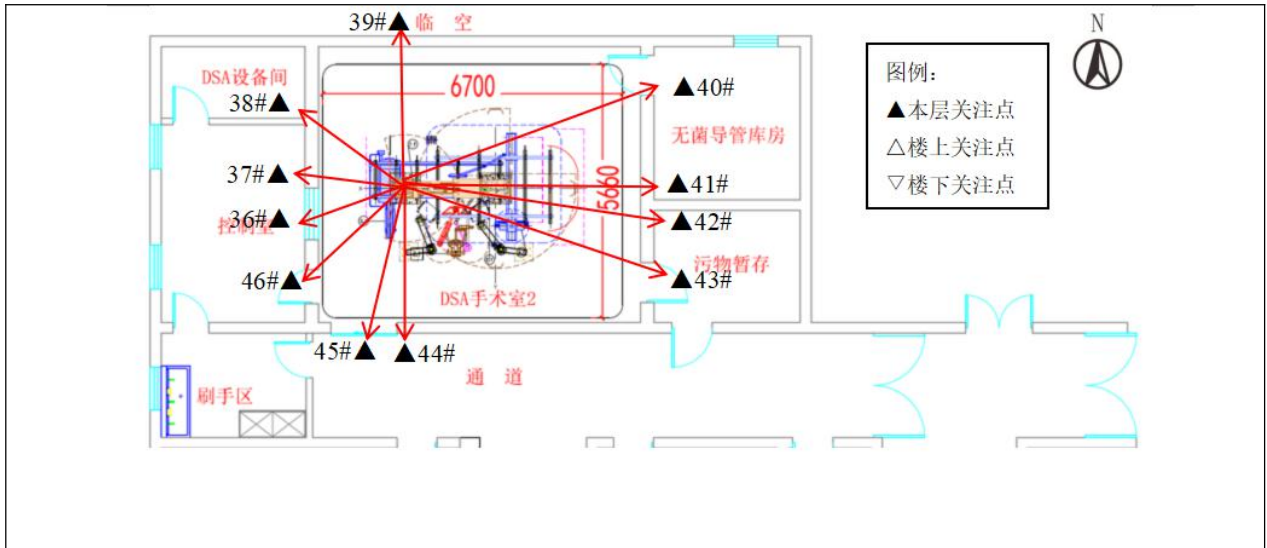 39#▲ 临 空
N
DSA设备间
38#▲
6700
▲40#
图例：
▲本层关注点
△楼上关注点
▽楼下关注点
无菌导管库房
37#▲
▲41#
5660
36#▲
控制室
▲42#
污物暂存
46#▲
▲43#
DSA手术室2
45#▲
▲44#
通 道
刷手区